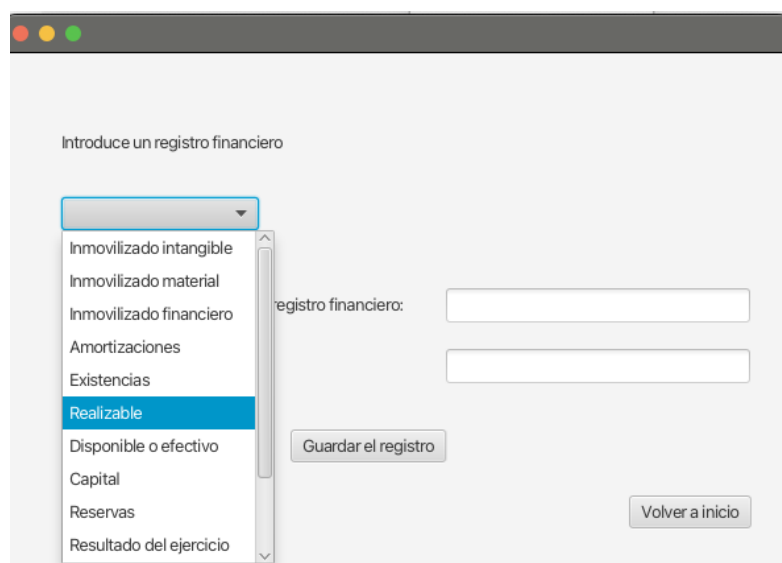 Introduce un registro financiero
Inmovilizado intangible
Inmovilizado material
Inmovilizado financiero
registro financiero:
Amortizaciones
Existencias
Realizable
Disponible o efectivo
Guardar el registro
Capital
Reservas
Volver a inicio
Resultado del ejercicio